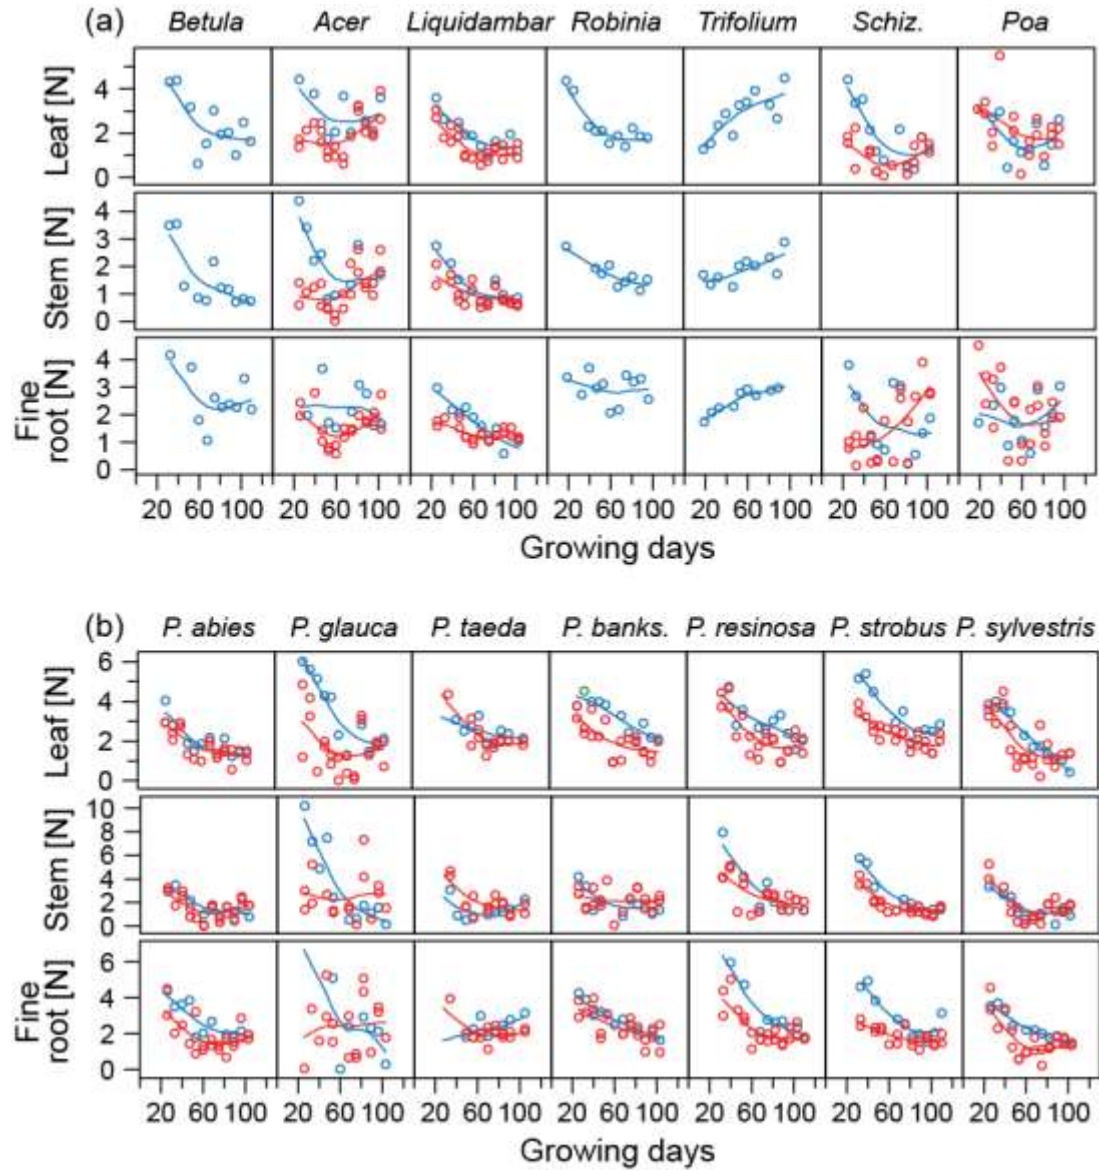 (a) Betula Acer Liquidambar Robinia Trifolium Schiz. Poa
Leaf [N]
4
2
0
Stem [N]
4
3
2
1
0
Fine
root [N]
4
3
2
1
0
20 60 100 20 60 100 20 60 100 20 60 100 20 60 100 20 60 100 20 60 100
Growing days
(b) P. abies P. glauca P. taeda P. banks. P. resinosa P. strobus P. sylvestris
Leaf [N]
6
4
2
0
Stem [N]
10
8
6
4
2
0
Fine
root [N]
6
4
2
0
20 60 100 20 60 100 20 60 100 20 60 100 20 60 100 20 60 100 20 60 100
Growing days